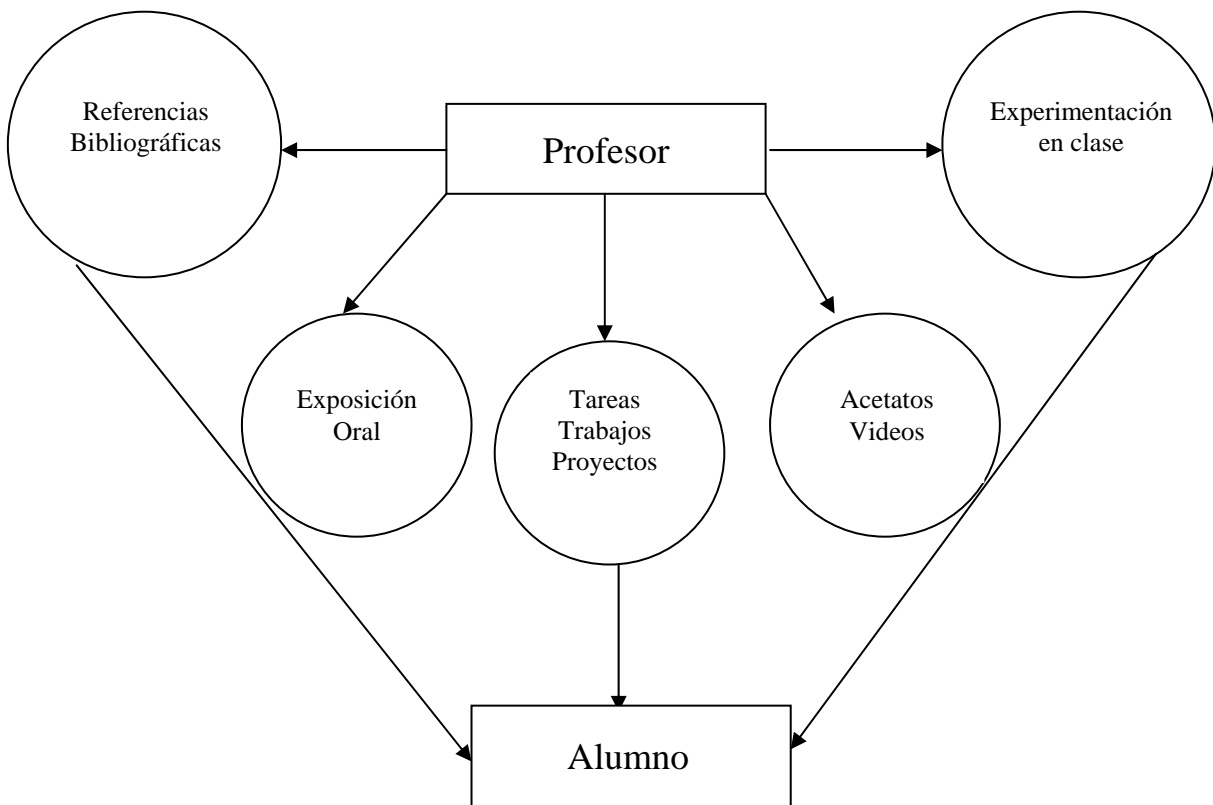 Referencias
Bibliográficas
Profesor
Experimentación
en clase
Exposición
Oral
Tareas
Trabajos
Proyectos
Acetatos
Videos
Alumno